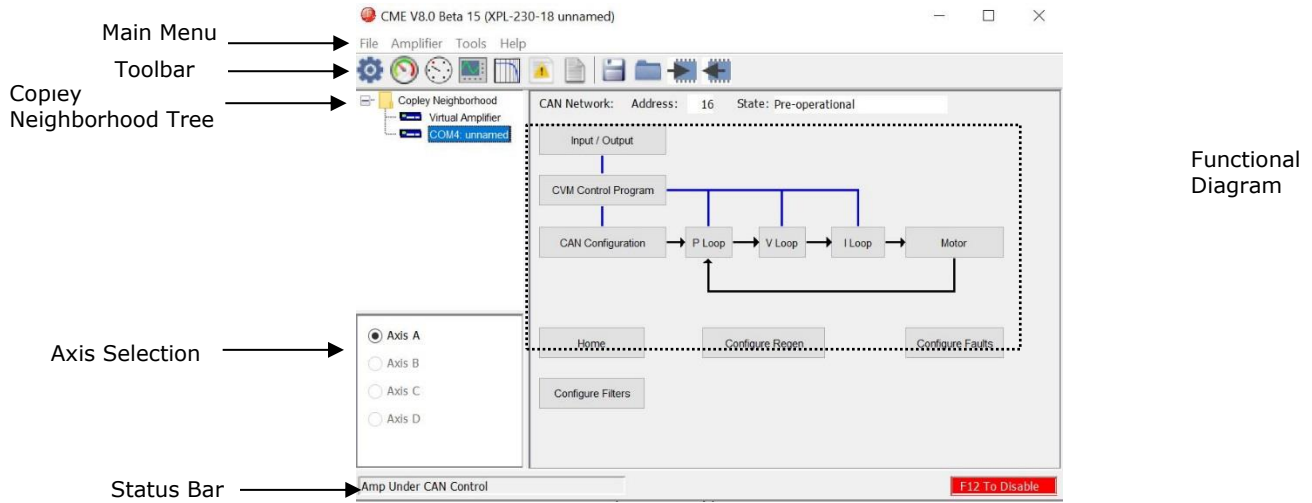 CME V8.0 Beta 15 (XPL-230-18 unnamed)
Main Menu
File Amplifier Tools Help
Toolbar
Copley
Neighborhood Tree
Copley Neighborhood
Virtual Amplifier
COM4: unnamed
CAN Network: Address: 16 State: Pre-operational
Input / Output
CVM Control Program
CAN Configuration
P Loop
V Loop
I Loop
Motor
Functional
Diagram
Axis Selection
Axis A
Axis B
Axis C
Axis D
Home
Configure Regen
Configure Faults
Configure Filters
Status Bar
Amp Under CAN Control
F12 To Disable